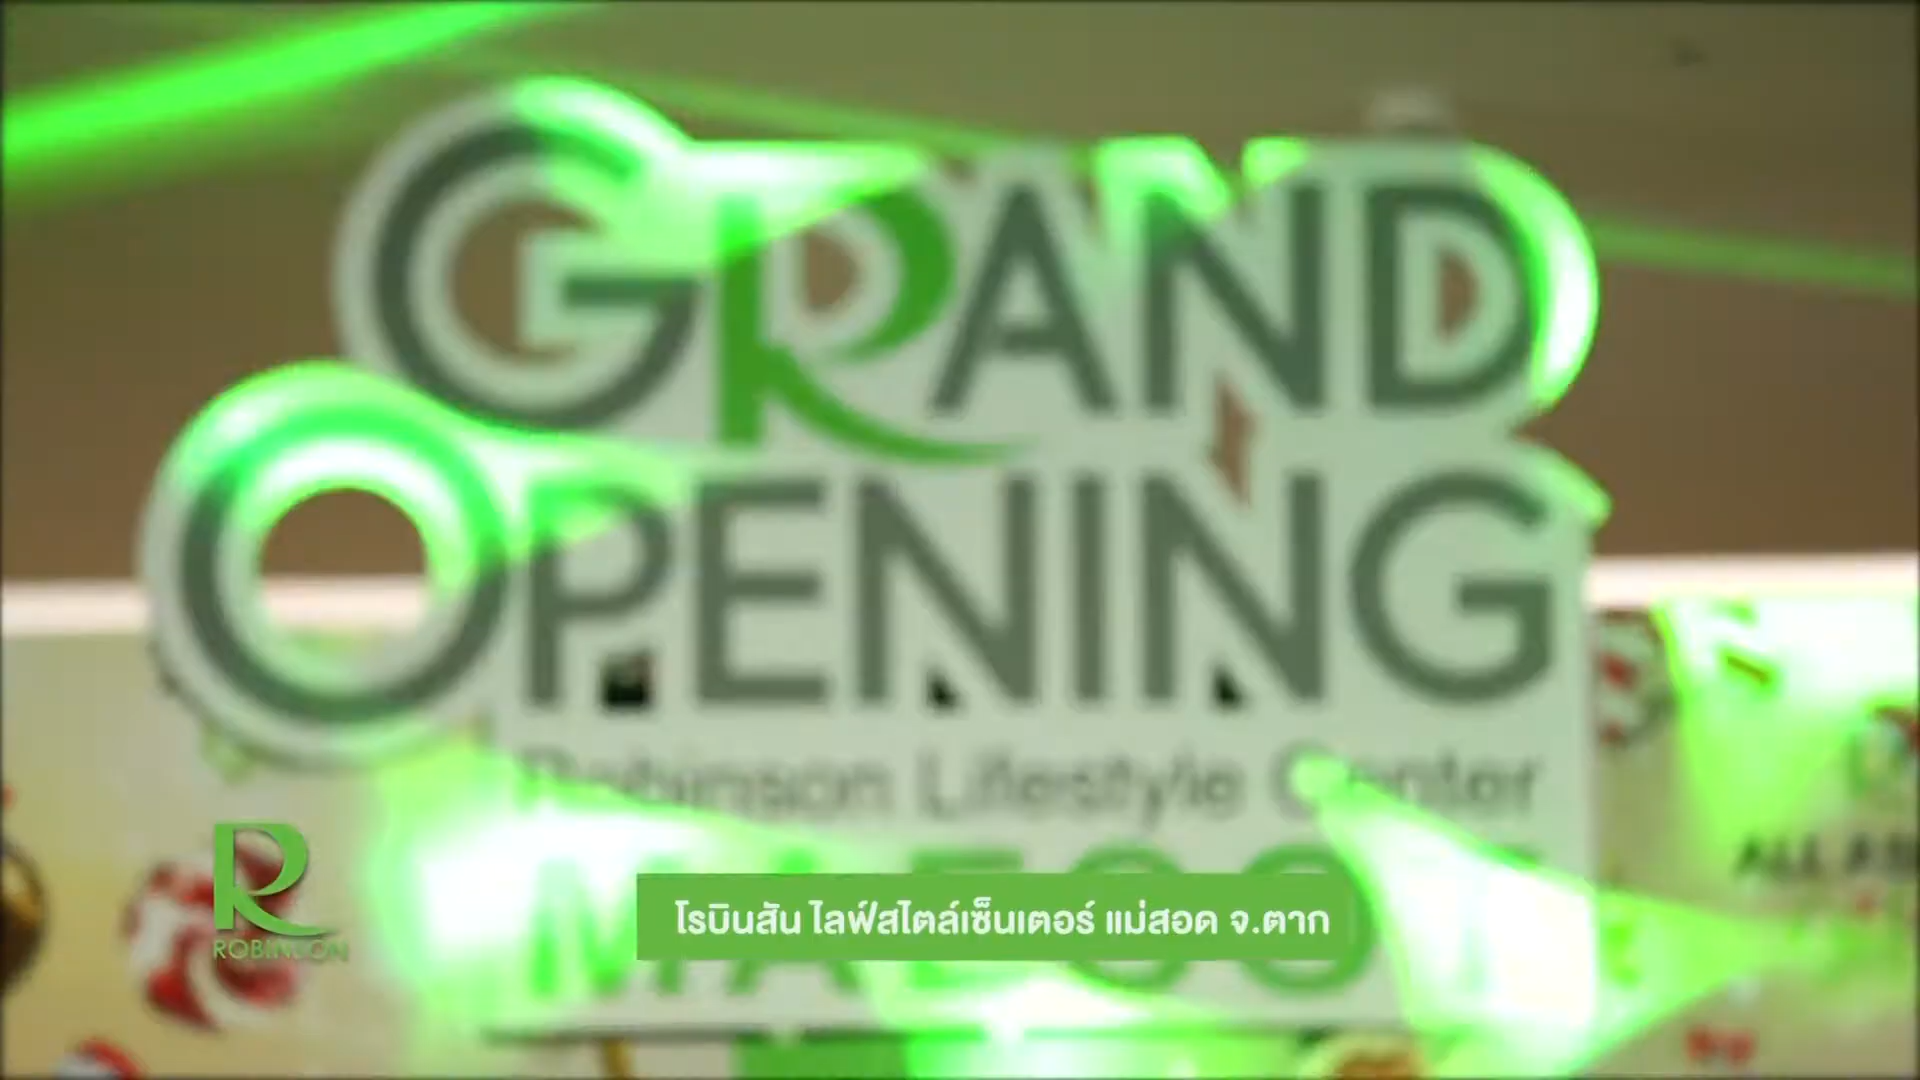 GRAND
OPENING
Robinson Lifestyle Center
MAESOT
R
ROBINSON
โรบินสัน ไลฟ์สไตล์เซ็นเตอร์ แม่สอด จ.ตาก